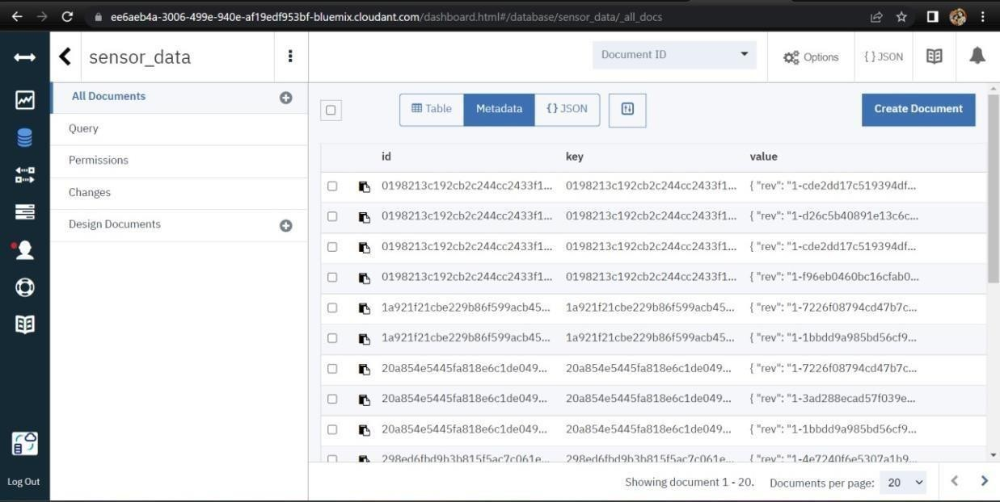 ee6aeb4a-3006-499e-940e-af19edf953bf-bluemix.cloudant.com/dashboard.html#/database/sensor_data/_all_docs
sensor_data
Document ID
Options
{ } JSON
All Documents
Query
Permissions
Changes
Design Documents
Log Out
Table
Metadata
{ } JSON
Create Document
id key value
0198213c192cb2c244cc2433f1... 0198213c192cb2c244cc2433f1... { "rev": "1-cde2dd17c519394df...
0198213c192cb2c244cc2433f1... 0198213c192cb2c244cc2433f1... { "rev": "1-d26c5b40891e13c6c...
0198213c192cb2c244cc2433f1... 0198213c192cb2c244cc2433f1... { "rev": "1-cde2dd17c519394df...
0198213c192cb2c244cc2433f1... 0198213c192cb2c244cc2433f1... { "rev": "1-f96eb0460bc16cfab0...
1a921f21cbe229b86f599acb45... 1a921f21cbe229b86f599acb45... { "rev": "1-7226f08794cd47b7c...
1a921f21cbe229b86f599acb45... 1a921f21cbe229b86f599acb45... { "rev": "1-1bbdd9a985bd56cf9...
20a854e5445fa818e6c1de049... 20a854e5445fa818e6c1de049... { "rev": "1-7226f08794cd47b7c...
20a854e5445fa818e6c1de049... 20a854e5445fa818e6c1de049... { "rev": "1-3ad288ecad57f039e...
20a854e5445fa818e6c1de049... 20a854e5445fa818e6c1de049... { "rev": "1-1bbdd9a985bd56cf9...
298ed6fbd9b3b815f5ac7c061e... 298ed6fbd9b3b815f5ac7c061e... { "rev": "1-4e7240f6e5307a1b9...
Showing document 1 - 20. Documents per page: 20